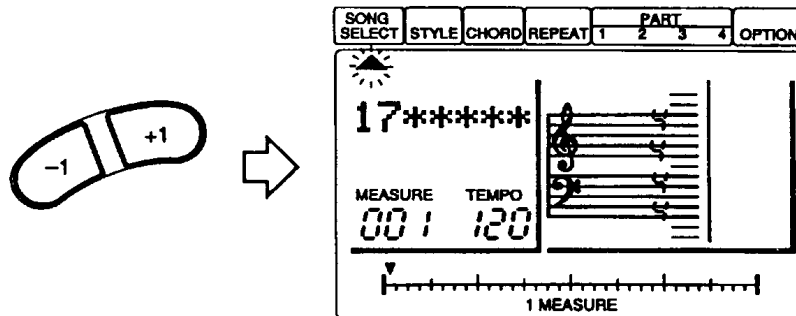 SONG SELECT STYLE CHORD REPEAT PART 1 2 3 4 OPTION
17*****
-1 +1
MEASURE TEMPO
001 120
1 MEASURE